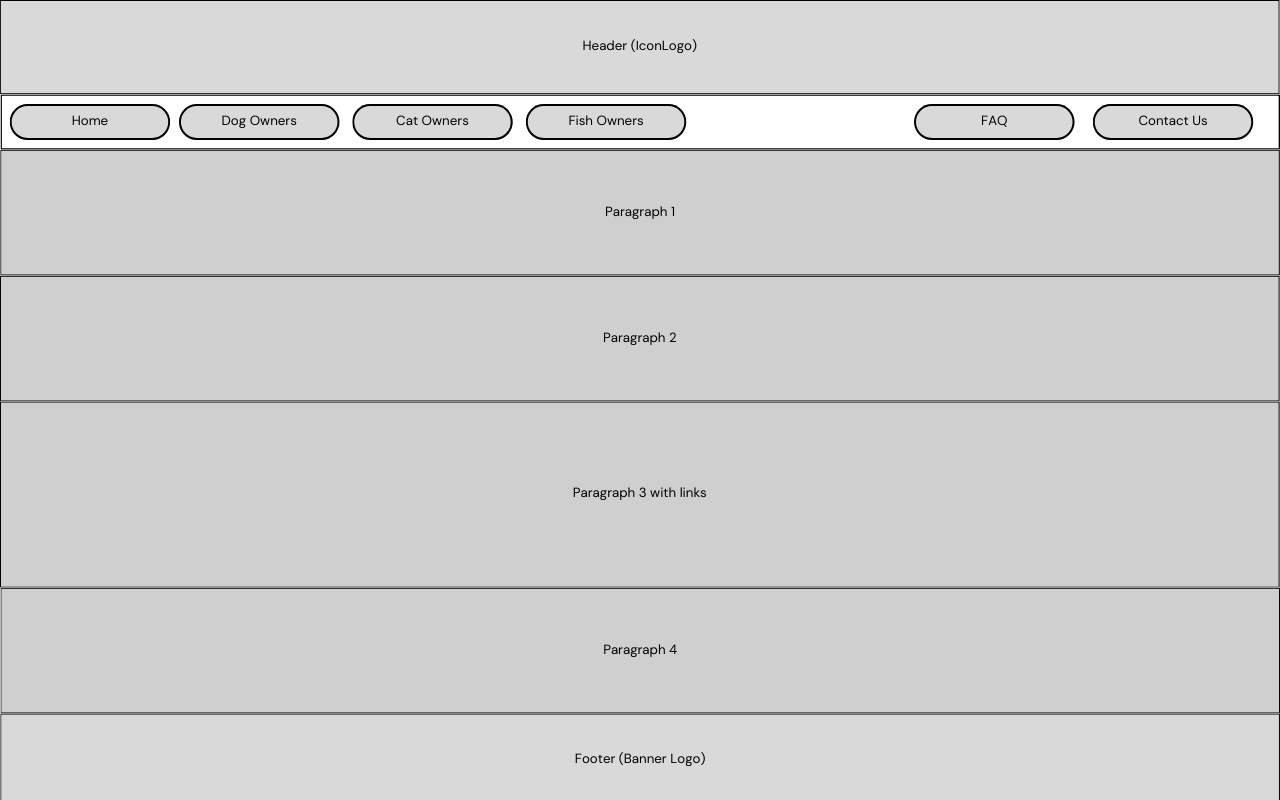 Header (IconLogo)
Home
Dog Owners
Cat Owners
Fish Owners
FAQ
Contact Us
Paragraph 1
Paragraph 2
Paragraph 3 with links
Paragraph 4
Footer (Banner Logo)